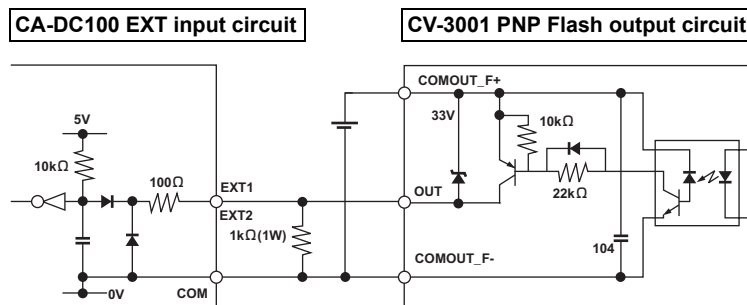 CA-DC100 EXT input circuit
CV-3001 PNP Flash output circuit
COMOUT_F+
5V
33V
10kΩ
10kΩ
100Ω
EXT1
OUT
22kΩ
EXT2
1kΩ(1W)
104
COMOUT_F-
COM
0V